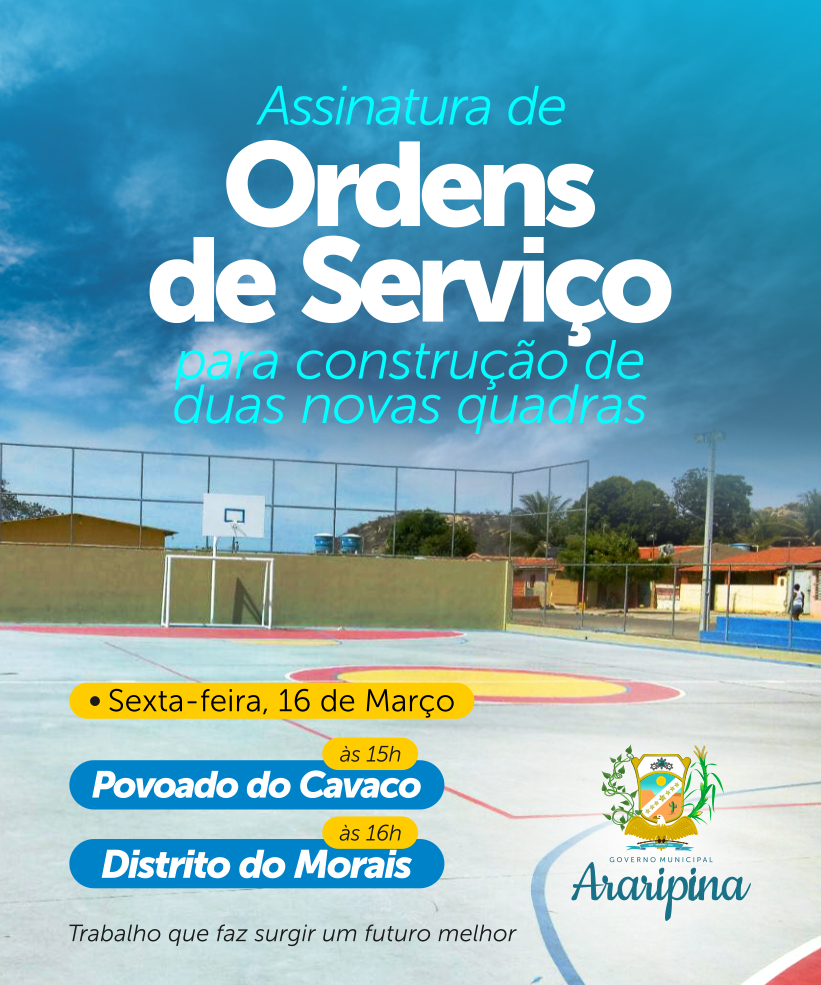 Assinatura de
Ordens
de Serviço
para construção de
duas novas quadras
• Sexta-feira, 16 de Março
às 15h
Povoado do Cavaco
às 16h
Distrito do Morais
GOVERNO MUNICIPAL
Araripina
Trabalho que faz surgir um futuro melhor